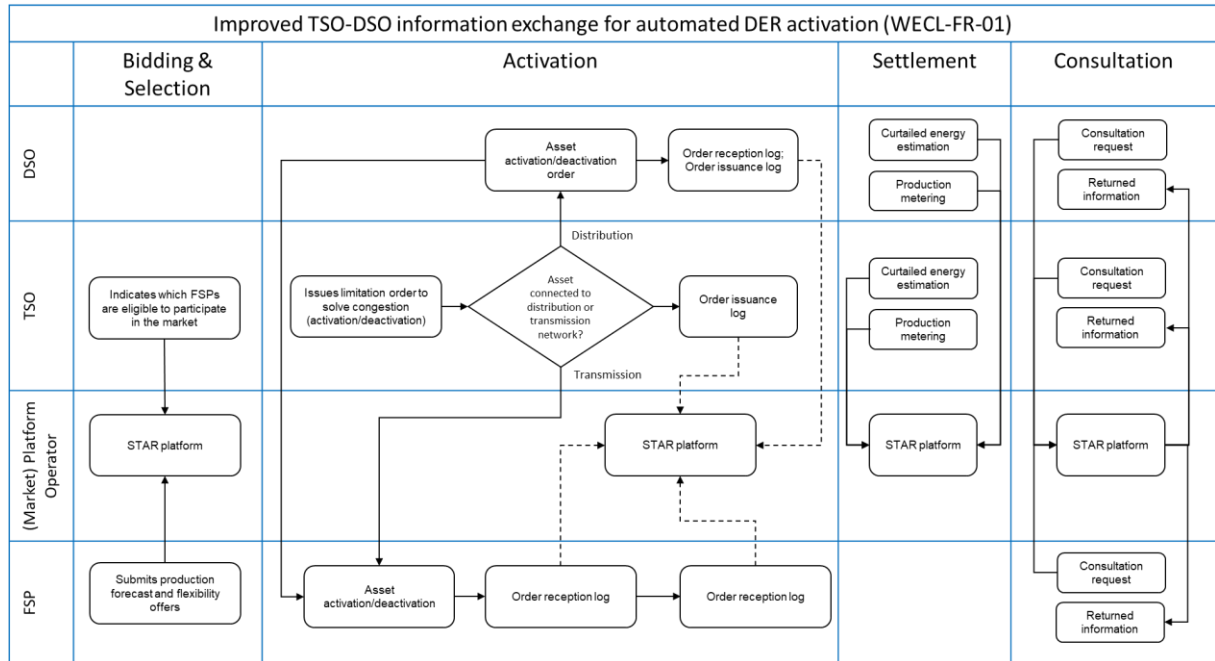 Improved TSO-DSO information exchange for automated DER activation (WECL-FR-01)
Bidding &
Selection
Activation
Settlement
Consultation
DSO
Asset
activation/deactivation
order
Order reception log;
Order issuance log
Curtailed energy
estimation
Production
metering
Consultation
request
Returned
information
Distribution
TSO
Indicates which FSPs
are eligible to participate
in the market
Issues limitation order to
solve congestion
(activation/deactivation)
Asset
connected to
distribution or
transmission
network?
Order issuance
log
Curtailed energy
estimation
Production
metering
Consultation
request
Returned
information
Transmission
(Market) Platform
Operator
STAR platform
STAR platform
STAR platform
STAR platform
FSP
Submits production
forecast and flexibility
offers
Asset
activation/deactivation
Order reception log
Order reception log
Consultation
request
Returned
information